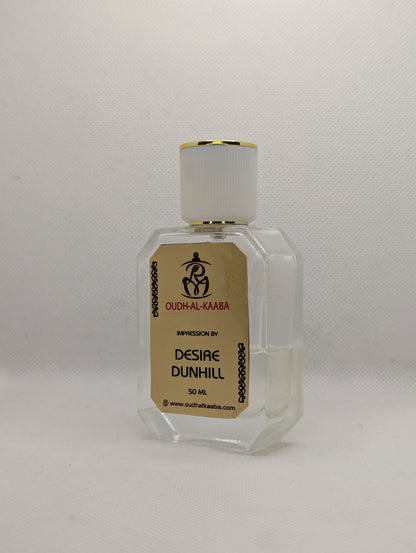 OUDH-AL-KAABA
IMPRESSION BY
DESIRE
DUNHILL
50 ML
www.oudhalkaaba.com